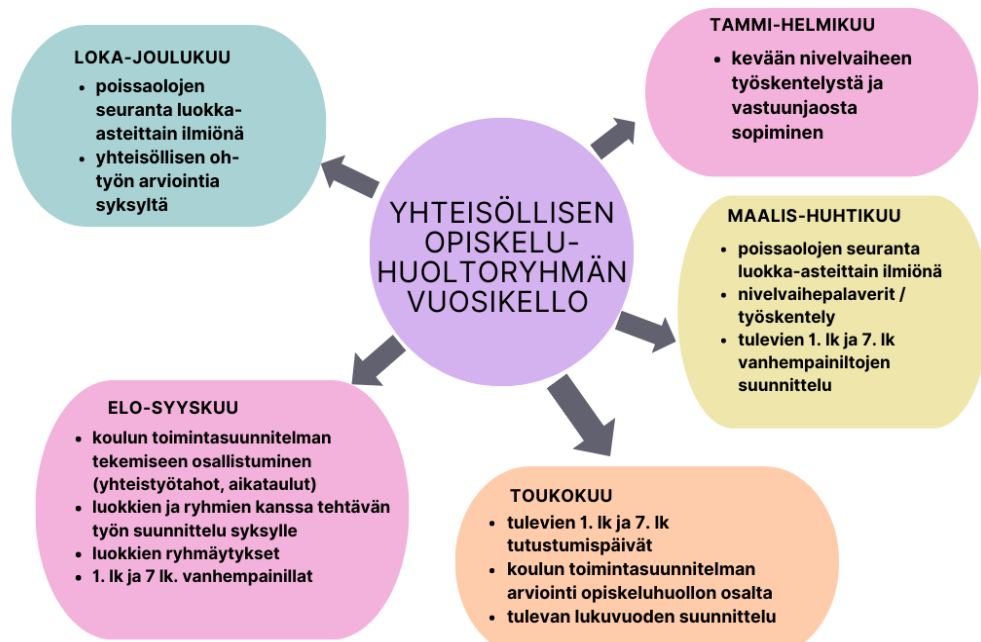 YHTEISÖLLISEN
OPISKELU-
HUOLTORYHMÄN
VUOSIKELLO
TAMMI-HELMIKUU
• kevään nivelvaiheen
työskentelystä ja
vastuunjaosta
sopiminen
MAALIS-HUHTIKUU
• poissaolojen seuranta
luokka-asteittain ilmiönä
• nivelvaihepalaverit /
työskentely
• tulevien 1. lk ja 7. lk
vanhempainiltojen
suunnittelu
TOUKOKUU
• tulevien 1. lk ja 7. lk
tutustumispäivät
• koulun toimintasuunnitelman
arviointi opiskeluhuollon osalta
• tulevan lukuvuoden suunnittelu
ELO-SYYSKUU
• koulun toimintasuunnitelman
tekemiseen osallistuminen
(yhteistyötahot, aikataulut)
• luokkien ja ryhmien kanssa tehtävän
työn suunnittelu syksylle
• luokkien ryhmäytykset
• 1. lk ja 7 lk. vanhempainillat
LOKA-JOULUKUU
• poissaolojen
seuranta luokka-
asteittain ilmiönä
• yhteisöllisen oh-
työn arviointia
syksyltä